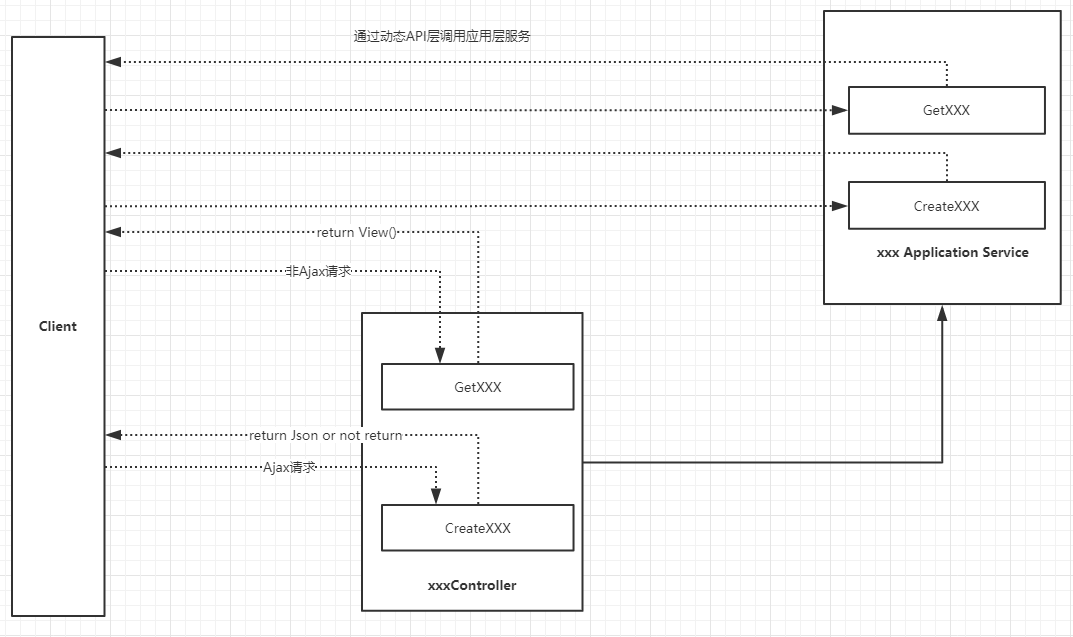 通过动态API层调用应用层服务
GetXXX
CreateXXX
return View()
xxx Application Service
非Ajax请求
Client
GetXXX
return Json or not return
Ajax请求
CreateXXX
xxxController